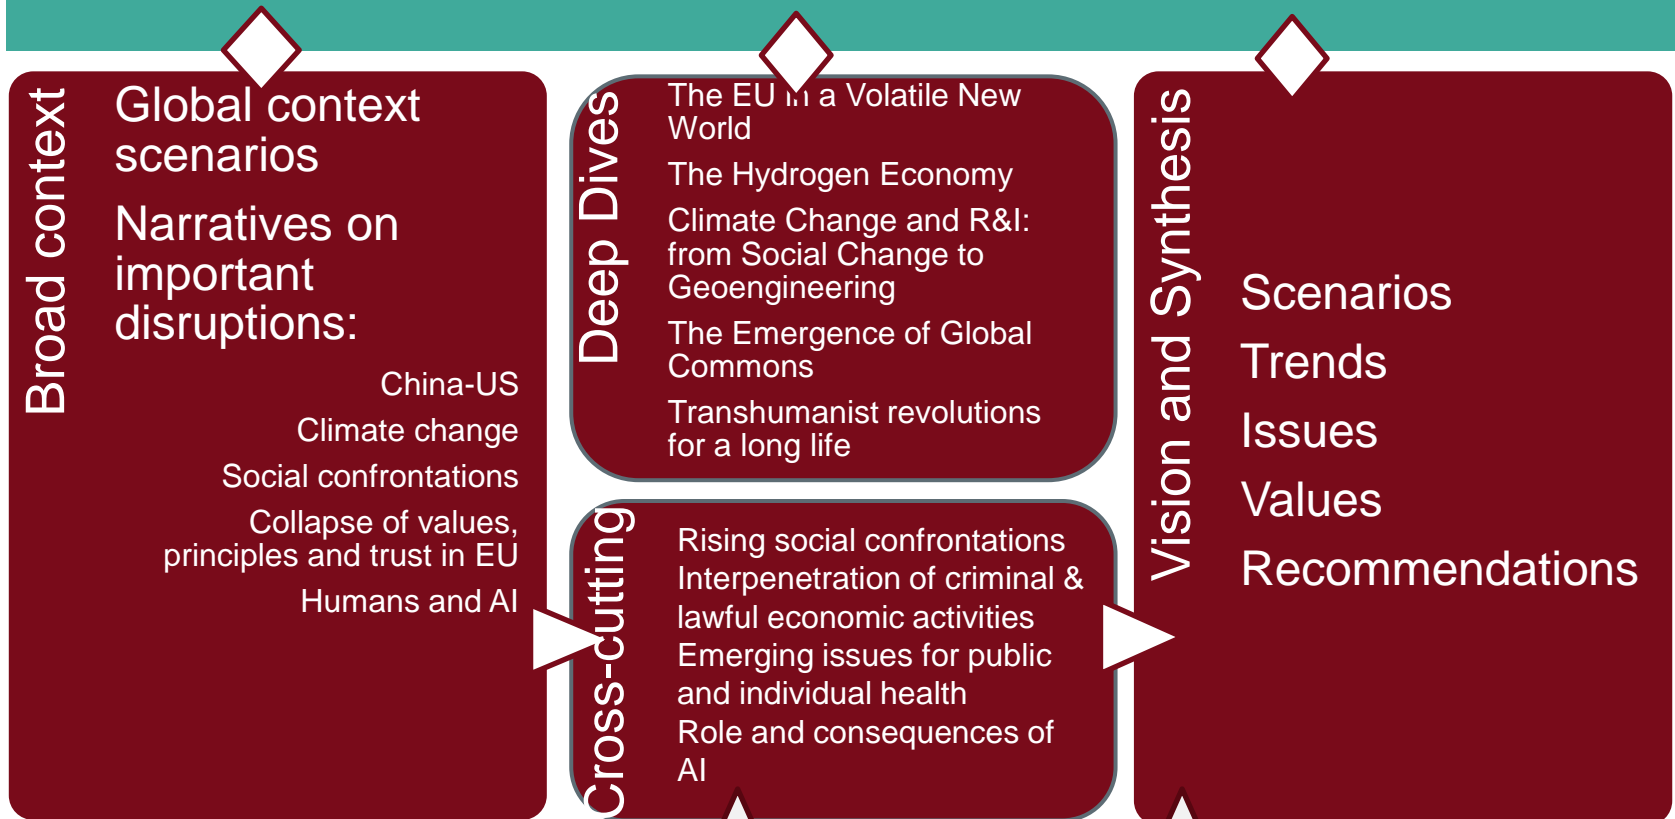 Broad context
Global context
scenarios
Narratives on
important
disruptions:
China-US
Climate change
Social confrontations
Collapse of values,
principles and trust in EU
Humans and AI
Deep Dives
The EU in a Volatile New
World
The Hydrogen Economy
Climate Change and R&I:
from Social Change to
Geoengineering
The Emergence of Global
Commons
Transhumanist revolutions
for a long life
Cross-cutting
Rising social confrontations
Interpenetration of criminal &
lawful economic activities
Emerging issues for public
and individual health
Role and consequences of
AI
Vision and Synthesis
Scenarios
Trends
Issues
Values
Recommendations